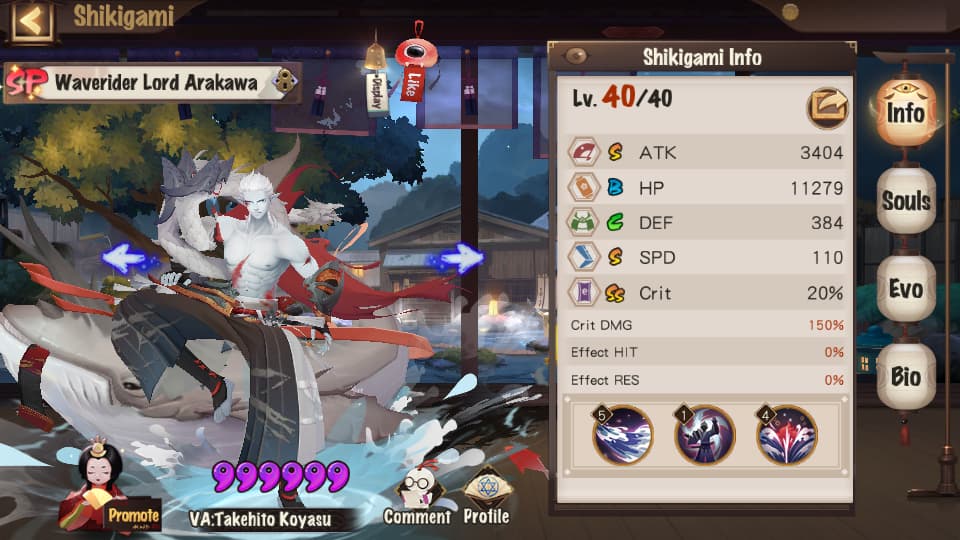 Shikigami
SP Waverider Lord Arakawa
Display
Like
Shikigami Info
Lv. 40/40
S ATK 3404
B HP 11279
C DEF 384
S SPD 110
SS Crit 20%
Crit DMG 150%
Effect HIT 0%
Effect RES 0%
5 1 4
Info
Souls
Evo
Bio
999999
Promote
VA:Takehito Koyasu
Comment
Profile